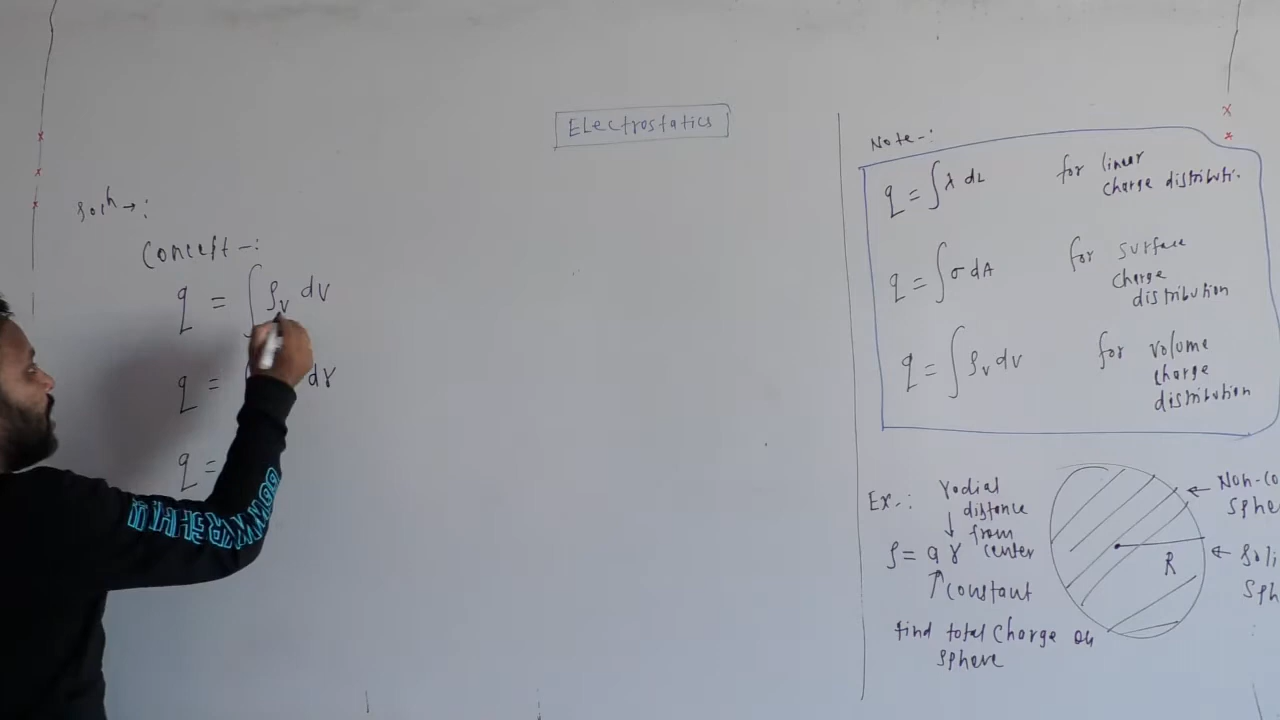 Electrostatics
Soln→:
Concept-:
q = ∫ρv dv
q = dr
q =
Note-:
q = ∫λ dL for linear
charge distributi.
q = ∫σ dA for surface
charge
distribution
q = ∫ρv dv for volume
charge
distribution
Ex-: radial
distance
from
ρ = a r center
constant
find total charge on
sphere
R
Non-co
Sphe
Soli
Sph